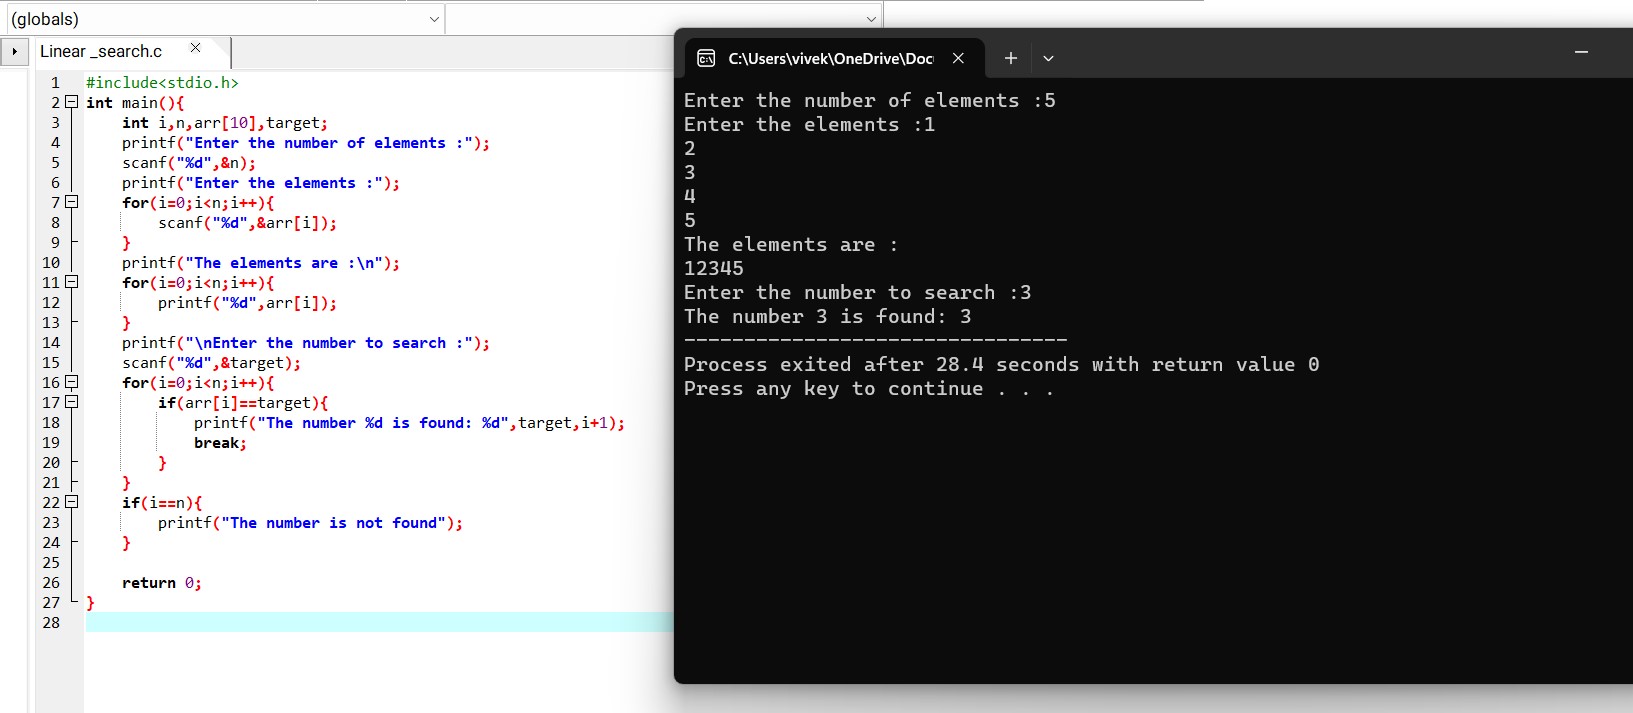 (globals)
Linear _search.c
1 #include<stdio.h>
2 int main(){
3 int i,n,arr[10],target;
4 printf("Enter the number of elements :");
5 scanf("%d",&n);
6 printf("Enter the elements :");
7 for(i=0;i<n;i++){
8 scanf("%d",&arr[i]);
9 }
10 printf("The elements are :\n");
11 for(i=0;i<n;i++){
12 printf("%d",arr[i]);
13 }
14 printf("\nEnter the number to search :");
15 scanf("%d",&target);
16 for(i=0;i<n;i++){
17 if(arr[i]==target){
18 printf("The number %d is found: %d",target,i+1);
19 break;
20 }
21 }
22 if(i==n){
23 printf("The number is not found");
24 }
25
26 return 0;
27 }
28
C:\Users\vivek\OneDrive\Doc
Enter the number of elements :5
Enter the elements :1
2
3
4
5
The elements are :
12345
Enter the number to search :3
The number 3 is found: 3
--------------------------------
Process exited after 28.4 seconds with return value 0
Press any key to continue . . .